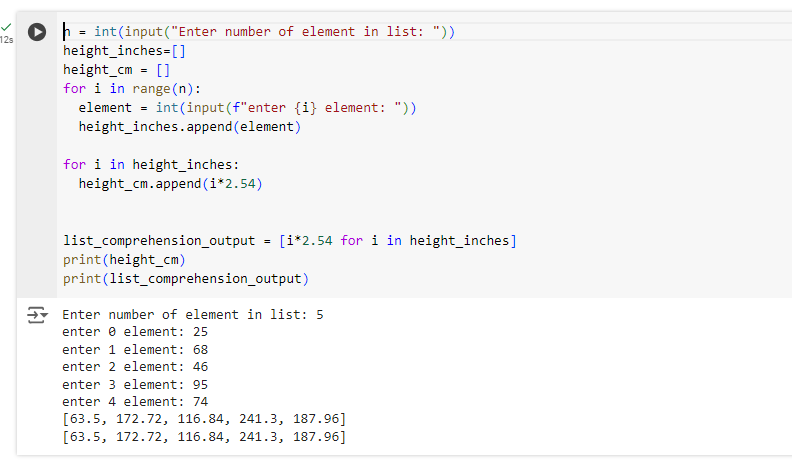 12s
n = int(input("Enter number of element in list: "))
height_inches=[]
height_cm = []
for i in range(n):
  element = int(input(f"enter {i} element: "))
  height_inches.append(element)
for i in height_inches:
  height_cm.append(i*2.54)
list_comprehension_output = [i*2.54 for i in height_inches]
print(height_cm)
print(list_comprehension_output)
Enter number of element in list: 5
enter 0 element: 25
enter 1 element: 68
enter 2 element: 46
enter 3 element: 95
enter 4 element: 74
[63.5, 172.72, 116.84, 241.3, 187.96]
[63.5, 172.72, 116.84, 241.3, 187.96]